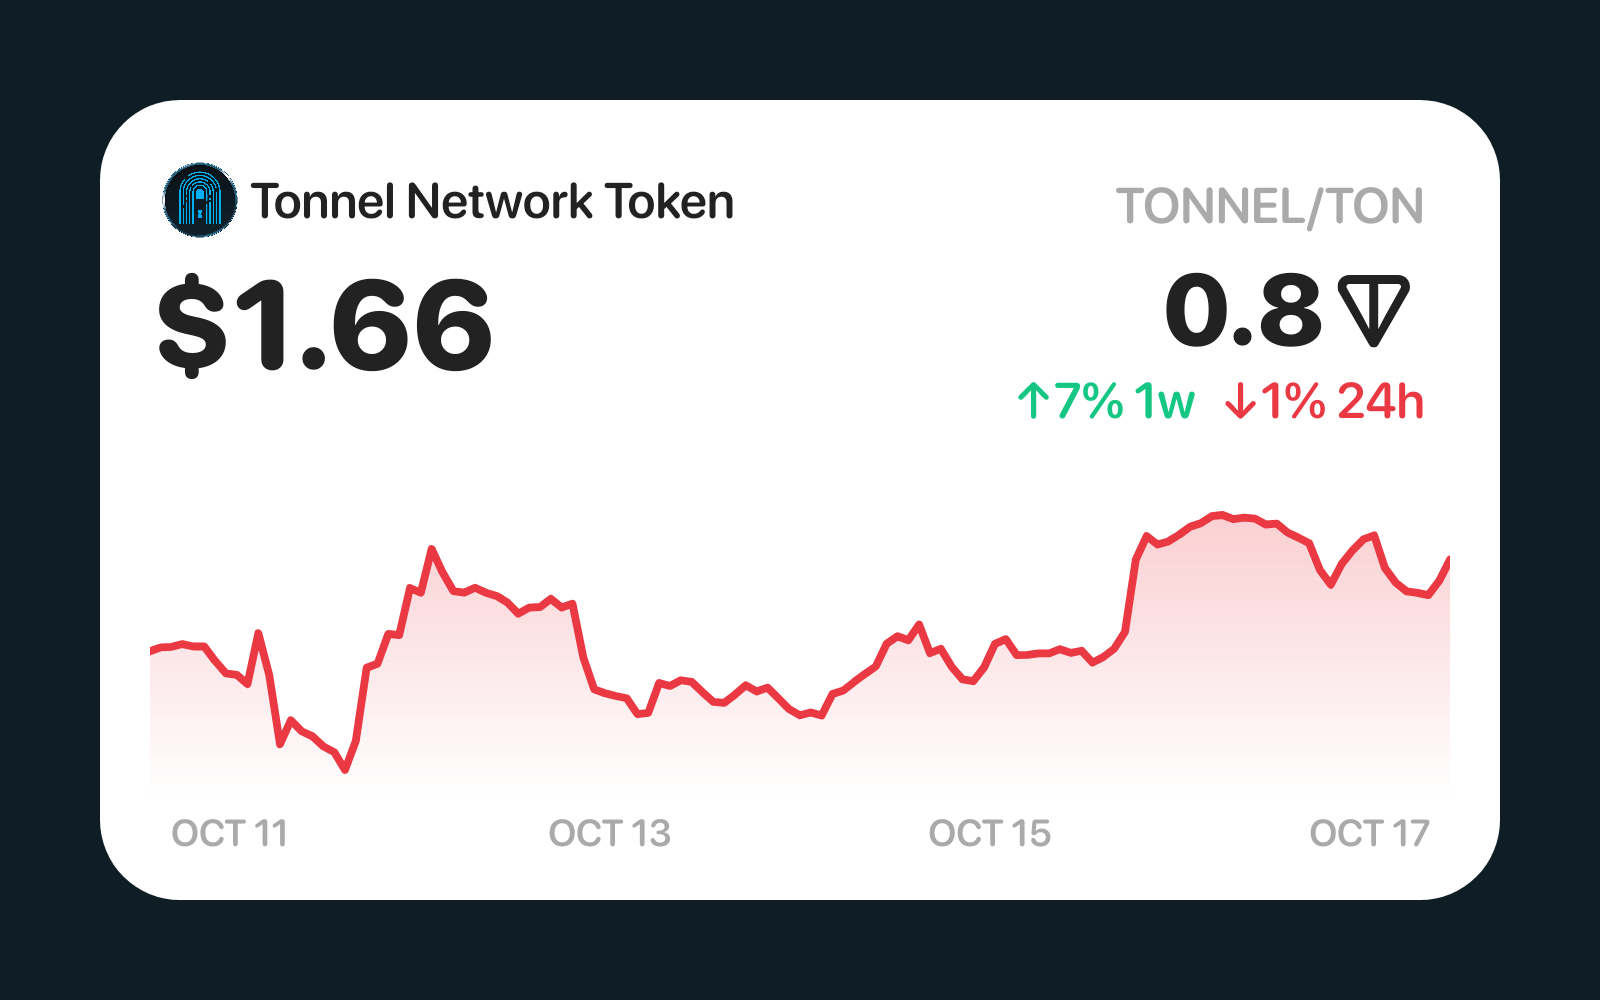 Tonnel Network Token
TONNEL/TON
$1.66
0.8
↑7% 1w ↓1% 24h
OCT 11 OCT 13 OCT 15 OCT 17